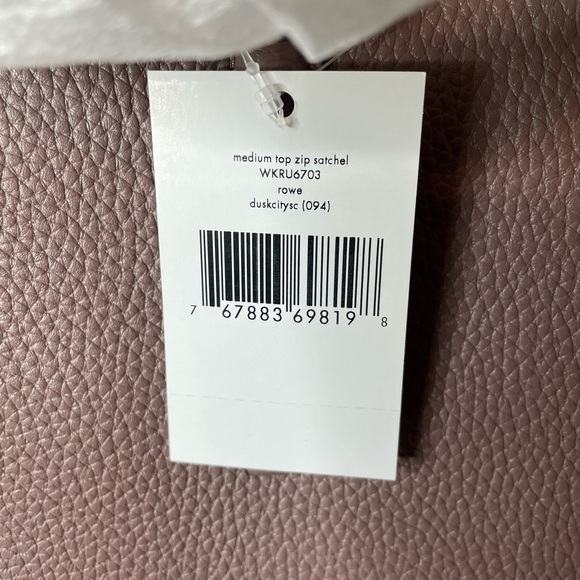 medium top zip satchel
WKRU6703
rowe
duskcitysc (094)
7 67883 69819 8